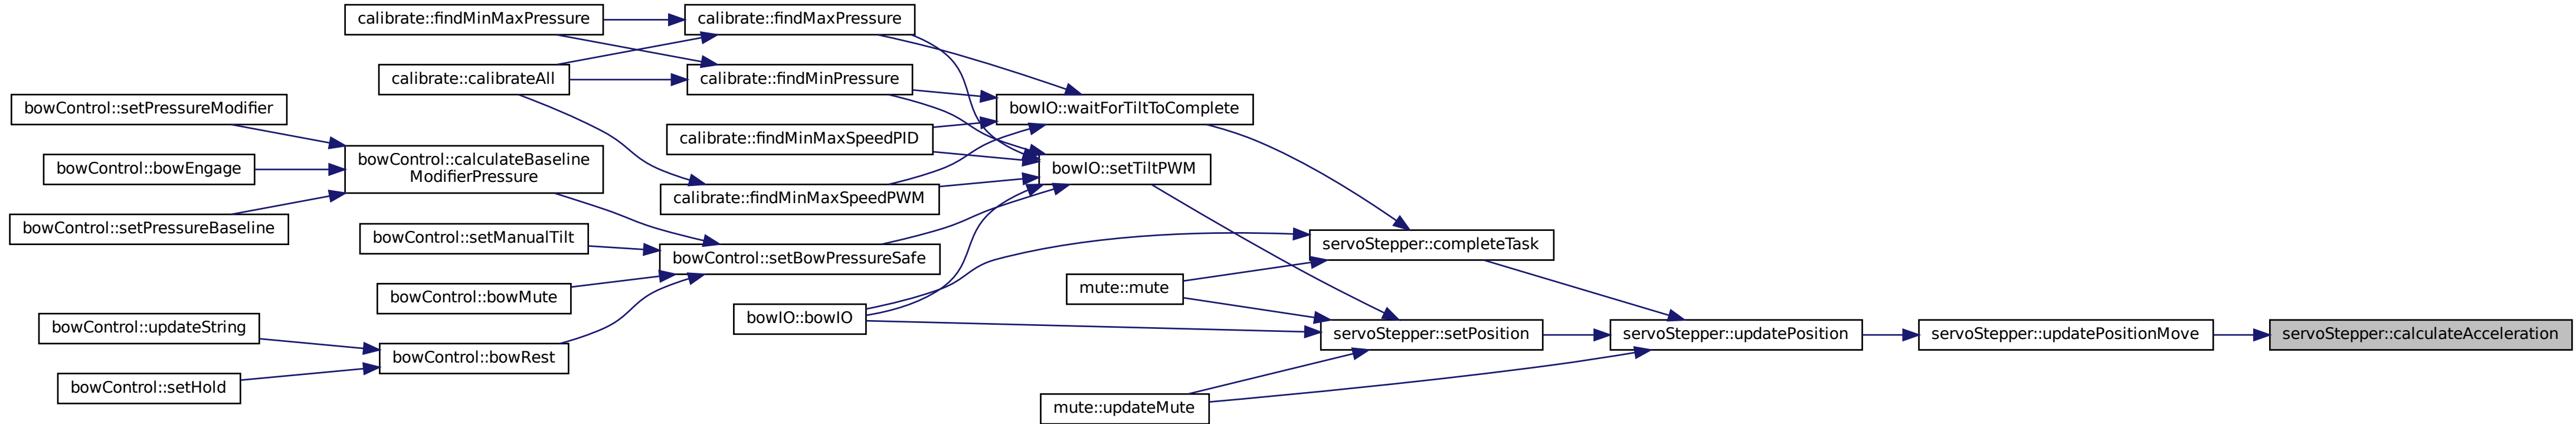 calibrate::findMinMaxPressure
calibrate::findMaxPressure
calibrate::calibrateAll
calibrate::findMinPressure
bowControl::setPressureModifier
bowIO::waitForTiltToComplete
calibrate::findMinMaxSpeedPID
bowControl::calculateBaseline
ModifierPressure
bowControl::bowEngage
bowIO::setTiltPWM
calibrate::findMinMaxSpeedPWM
bowControl::setPressureBaseline
bowControl::setManualTilt
servoStepper::completeTask
bowControl::setBowPressureSafe
mute::mute
bowControl::bowMute
bowIO::bowIO
bowControl::updateString
servoStepper::setPosition
servoStepper::updatePosition
servoStepper::updatePositionMove
servoStepper::calculateAcceleration
bowControl::bowRest
bowControl::setHold
mute::updateMute